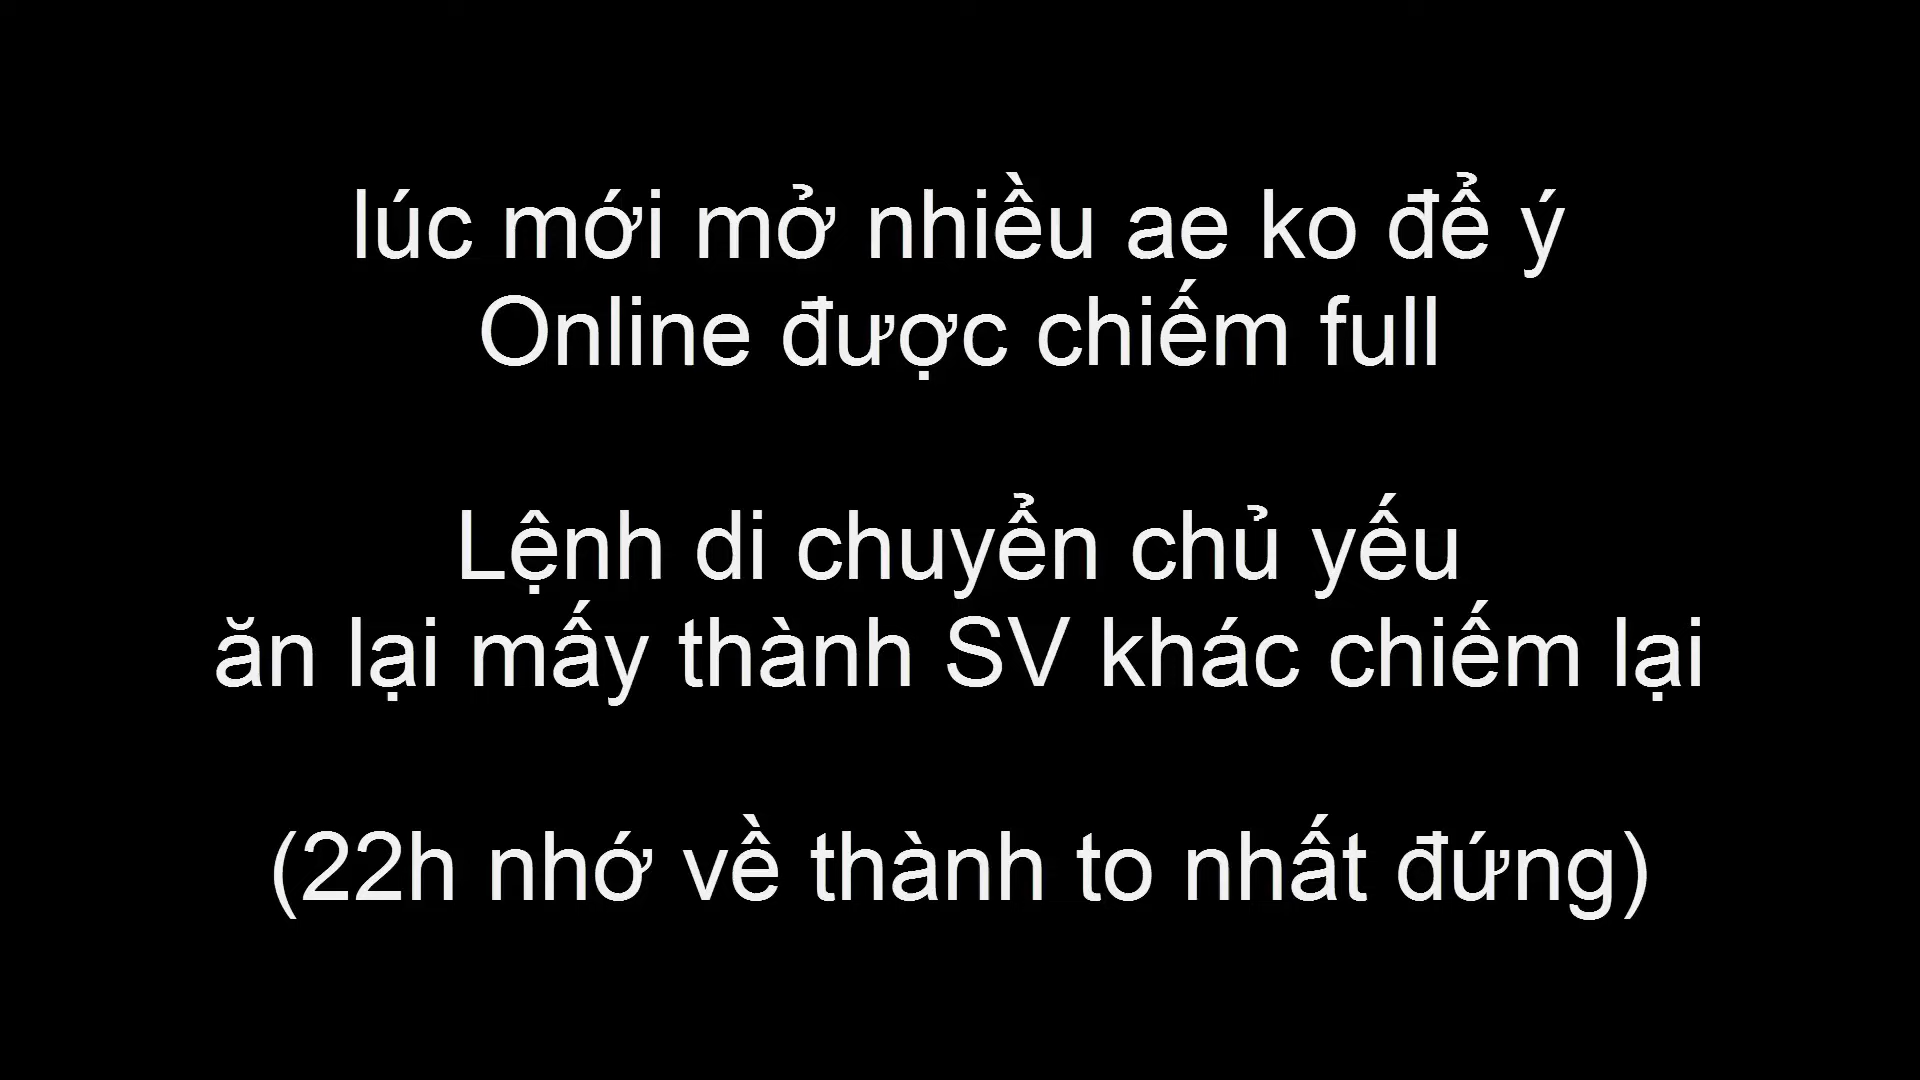 lúc mới mở nhiều ae ko để ý
Online được chiếm full
Lệnh di chuyển chủ yếu
ăn lại mấy thành SV khác chiếm lại
(22h nhớ về thành to nhất đứng)